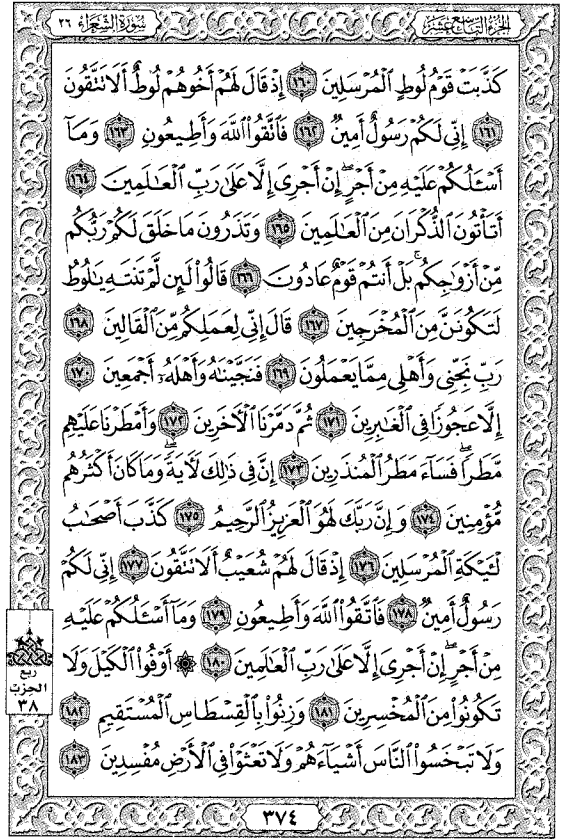 الجزء التاسع عشر
سورة الشعراء ٢٦
كَذَّبَتْ قَوْمُ لُوطٍ ٱلْمُرْسَلِينَ ١٦٠ إِذْ قَالَ لَهُمْ أَخُوهُمْ لُوطٌ أَلَا تَتَّقُونَ
١٦١ إِنِّي لَكُمْ رَسُولٌ أَمِينٌ ١٦٢ فَٱتَّقُوا۟ ٱللَّهَ وَأَطِيعُونِ ١٦٣ وَمَآ
أَسْـَٔلُكُمْ عَلَيْهِ مِنْ أَجْرٍ ۖ إِنْ أَجْرِيَ إِلَّا عَلَىٰ رَبِّ ٱلْعَـٰلَمِينَ ١٦٤
أَتَأْتُونَ ٱلذُّكْرَانَ مِنَ ٱلْعَـٰلَمِينَ ١٦٥ وَتَذَرُونَ مَا خَلَقَ لَكُمْ رَبُّكُم
مِّنْ أَزْوَٰجِكُم ۚ بَلْ أَنتُمْ قَوْمٌ عَادُونَ ١٦٦ قَالُوا۟ لَئِن لَّمْ تَنتَهِ يَـٰلُوطُ
لَتَكُونَنَّ مِنَ ٱلْمُخْرَجِينَ ١٦٧ قَالَ إِنِّي لِعَمَلِكُم مِّنَ ٱلْقَالِينَ ١٦٨
رَبِّ نَجِّنِي وَأَهْلِي مِمَّا يَعْمَلُونَ ١٦٩ فَنَجَّيْنَـٰهُ وَأَهْلَهُۥٓ أَجْمَعِينَ ١٧٠
إِلَّا عَجُوزًا فِي ٱلْغَـٰبِرِينَ ١٧١ ثُمَّ دَمَّرْنَا ٱلْءَاخَرِينَ ١٧٢ وَأَمْطَرْنَا عَلَيْهِم
مَّطَرًا ۖ فَسَآءَ مَطَرُ ٱلْمُنذَرِينَ ١٧٣ إِنَّ فِي ذَٰلِكَ لَءَايَةً ۖ وَمَا كَانَ أَكْثَرُهُم
مُّؤْمِنِينَ ١٧٤ وَإِنَّ رَبَّكَ لَهُوَ ٱلْعَزِيزُ ٱلرَّحِيمُ ١٧٥ كَذَّبَ أَصْحَـٰبُ
لْـَٔيْكَةِ ٱلْمُرْسَلِينَ ١٧٦ إِذْ قَالَ لَهُمْ شُعَيْبٌ أَلَا تَتَّقُونَ ١٧٧ إِنِّي لَكُمْ
رَسُولٌ أَمِينٌ ١٧٨ فَٱتَّقُوا۟ ٱللَّهَ وَأَطِيعُونِ ١٧٩ وَمَآ أَسْـَٔلُكُمْ عَلَيْهِ
مِنْ أَجْرٍ ۖ إِنْ أَجْرِيَ إِلَّا عَلَىٰ رَبِّ ٱلْعَـٰلَمِينَ ١٨٠ ۞ أَوْفُوا۟ ٱلْكَيْلَ وَلَا
تَكُونُوا۟ مِنَ ٱلْمُخْسِرِينَ ١٨١ وَزِنُوا۟ بِٱلْقِسْطَاسِ ٱلْمُسْتَقِيمِ ١٨٢
وَلَا تَبْخَسُوا۟ ٱلنَّاسَ أَشْيَآءَهُمْ وَلَا تَعْثَوْا۟ فِي ٱلْأَرْضِ مُفْسِدِينَ ١٨٣
ربع
الحزب
٣٨
٣٧٤